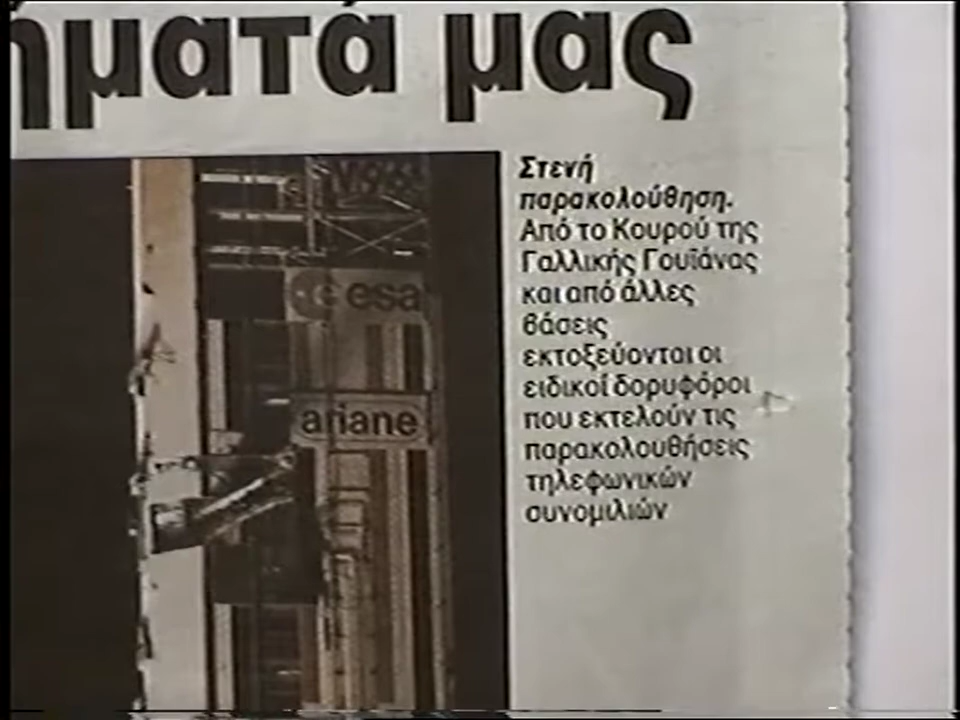 ήματά μας
esa
ariane
Στενή
παρακολούθηση.
Από το Κουρού της
Γαλλικής Γουϊάνας
και από άλλες
βάσεις
εκτοξεύονται οι
ειδικοί δορυφόροι
που εκτελούν τις
παρακολουθήσεις
τηλεφωνικών
συνομιλιών